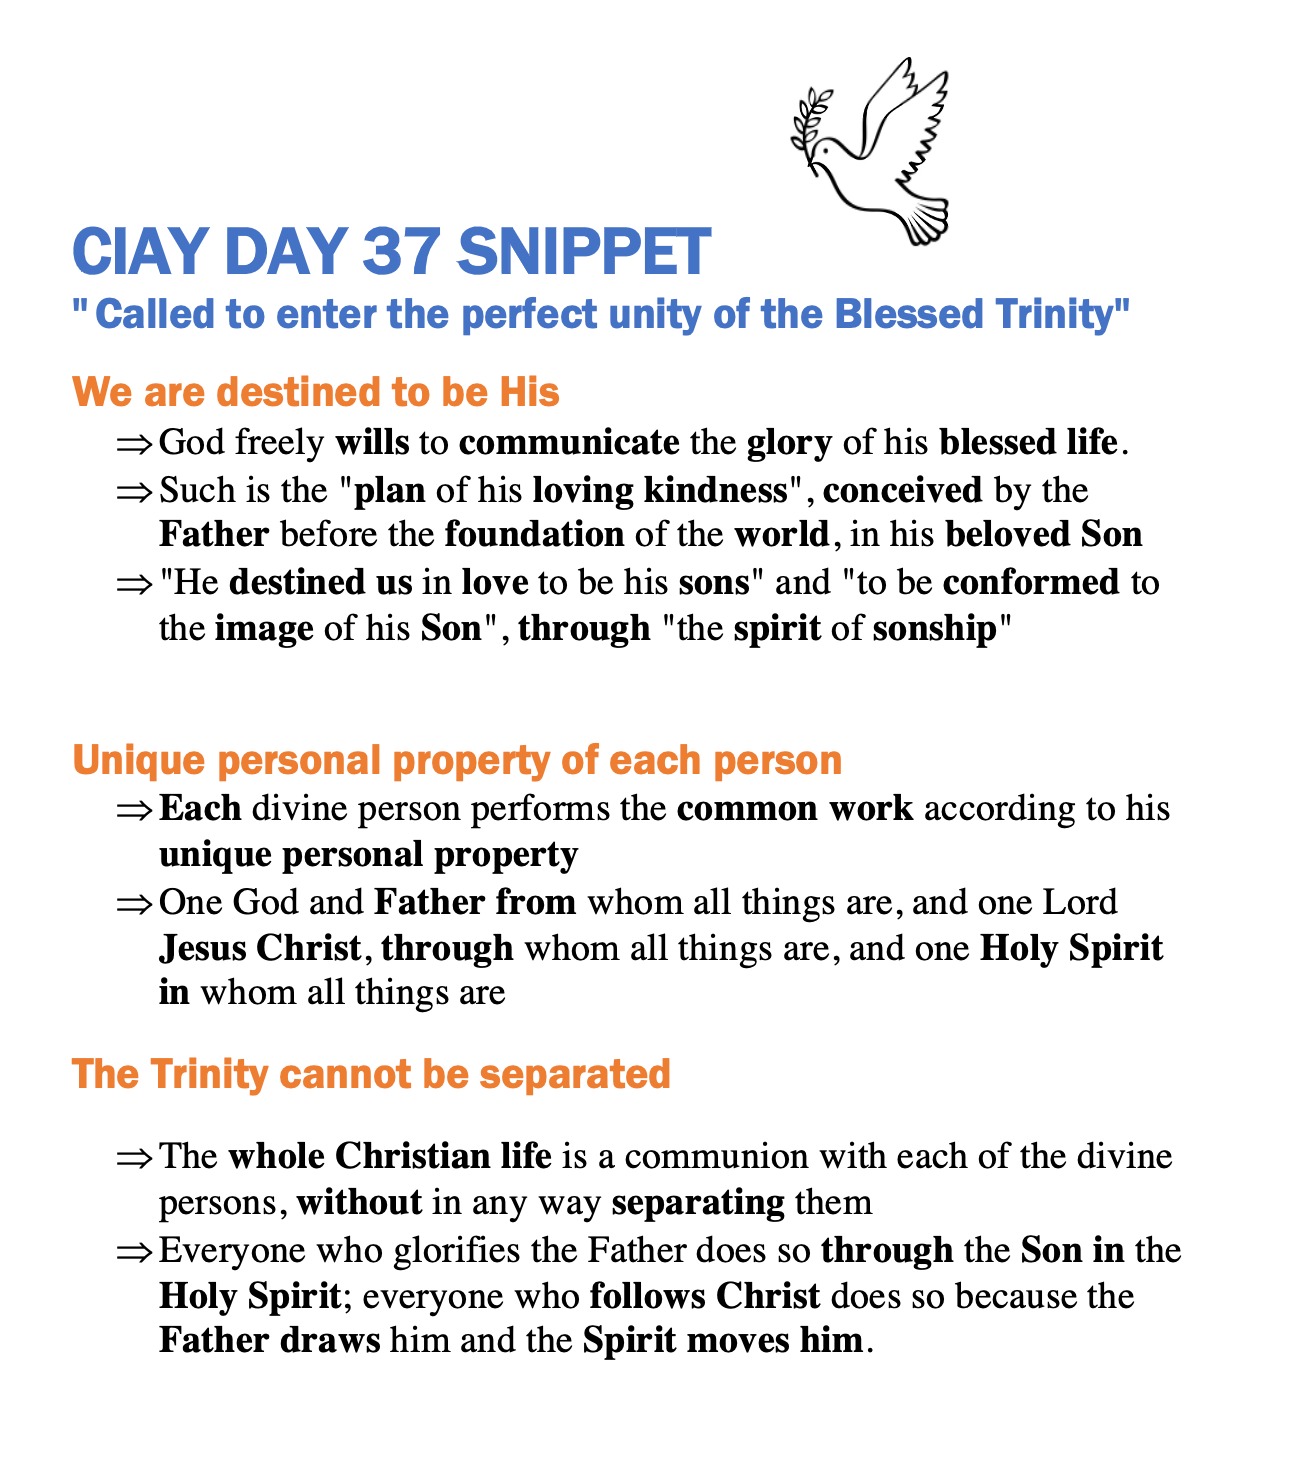 CIAY DAY 37 SNIPPET
" Called to enter the perfect unity of the Blessed Trinity"
We are destined to be His
⇒ God freely wills to communicate the glory of his blessed life.
⇒ Such is the "plan of his loving kindness", conceived by the
Father before the foundation of the world, in his beloved Son
⇒ "He destined us in love to be his sons" and "to be conformed to
the image of his Son", through "the spirit of sonship"
Unique personal property of each person
⇒ Each divine person performs the common work according to his
unique personal property
⇒ One God and Father from whom all things are, and one Lord
Jesus Christ, through whom all things are, and one Holy Spirit
in whom all things are
The Trinity cannot be separated
⇒ The whole Christian life is a communion with each of the divine
persons, without in any way separating them
⇒ Everyone who glorifies the Father does so through the Son in the
Holy Spirit; everyone who follows Christ does so because the
Father draws him and the Spirit moves him.